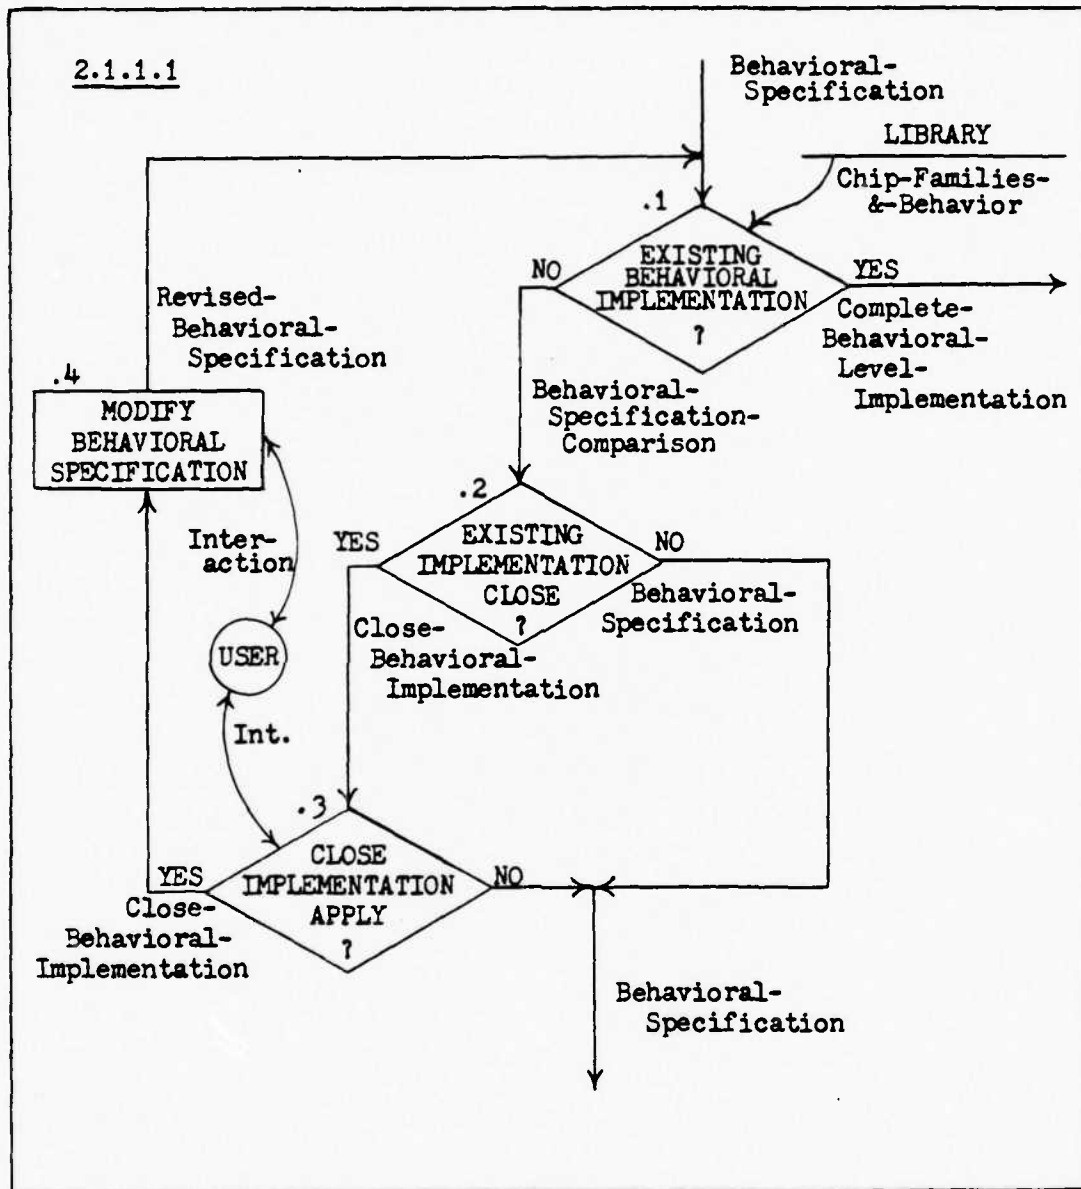 2.1.1.1
Behavioral-
Specification
LIBRARY
Chip-Families-
&-Behavior
.1
EXISTING
BEHAVIORAL
IMPLEMENTATION
?
NO
YES
Complete-
Behavioral-
Level-
Implementation
Revised-
Behavioral-
Specification
.4
MODIFY
BEHAVIORAL
SPECIFICATION
Behavioral-
Specification-
Comparison
.2
EXISTING
IMPLEMENTATION
CLOSE
?
YES
NO
Behavioral-
Specification
Close-
Behavioral-
Implementation
Inter-
action
USER
Int.
.3
CLOSE
IMPLEMENTATION
APPLY
?
YES
NO
Close-
Behavioral-
Implementation
Behavioral-
Specification